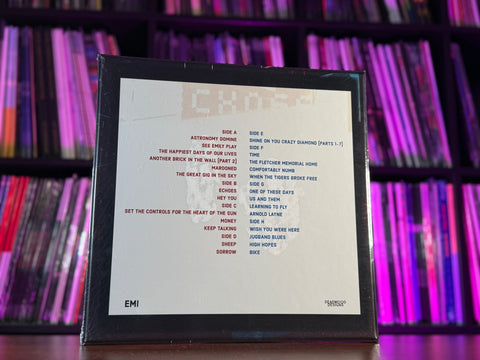 SIDE A
ASTRONOMY DOMINE
SEE EMILY PLAY
THE HAPPIEST DAYS OF OUR LIVES
ANOTHER BRICK IN THE WALL [PART 2]
MAROONED
THE GREAT GIG IN THE SKY
SIDE B
ECHOES
HEY YOU
SIDE C
SET THE CONTROLS FOR THE HEART OF THE SUN
MONEY
KEEP TALKING
SIDE D
SHEEP
SORROW
SIDE E
SHINE ON YOU CRAZY DIAMOND [PARTS 1-7]
SIDE F
TIME
THE FLETCHER MEMORIAL HOME
COMFORTABLY NUMB
WHEN THE TIGERS BROKE FREE
SIDE G
ONE OF THESE DAYS
US AND THEM
LEARNING TO FLY
ARNOLD LAYNE
SIDE H
WISH YOU WERE HERE
JUGBAND BLUES
HIGH HOPES
BIKE
EMI
DEADWOOD
DESIGNS